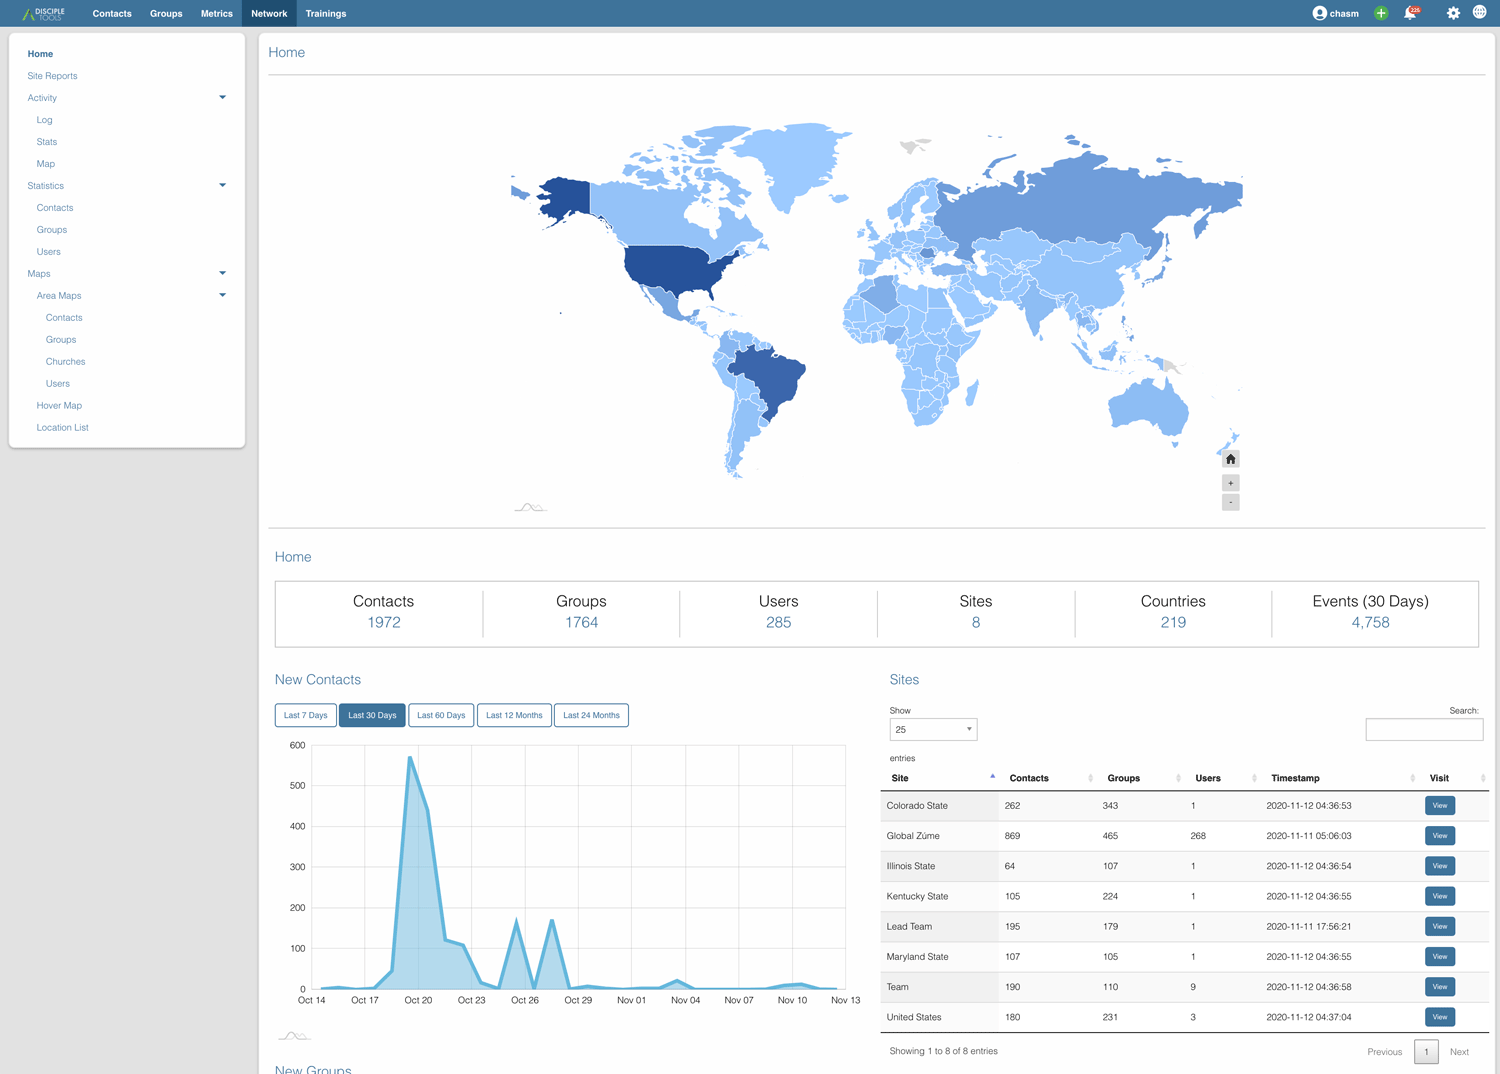 DISCIPLE
TOOLS
Contacts
Groups
Metrics
Network
Trainings
chasm
225
Home
Site Reports
Activity
Log
Stats
Map
Statistics
Contacts
Groups
Users
Maps
Area Maps
Contacts
Groups
Churches
Users
Hover Map
Location List
Home
+
-
Home
Contacts
1972
Groups
1764
Users
285
Sites
8
Countries
219
Events (30 Days)
4,758
New Contacts
Last 7 Days
Last 30 Days
Last 60 Days
Last 12 Months
Last 24 Months
600
500
400
300
200
100
0
Oct 14 Oct 17 Oct 20 Oct 23 Oct 26 Oct 29 Nov 01 Nov 04 Nov 07 Nov 10 Nov 13
New Groups
Sites
Show
25
entries
Search:
Site Contacts Groups Users Timestamp Visit
Colorado State 262 343 1 2020-11-12 04:36:53 View
Global Zúme 869 465 268 2020-11-11 05:06:03 View
Illinois State 64 107 1 2020-11-12 04:36:54 View
Kentucky State 105 224 1 2020-11-12 04:36:55 View
Lead Team 195 179 1 2020-11-11 17:56:21 View
Maryland State 107 105 1 2020-11-12 04:36:55 View
Team 190 110 9 2020-11-12 04:36:58 View
United States 180 231 3 2020-11-12 04:37:04 View
Showing 1 to 8 of 8 entries
Previous 1 Next